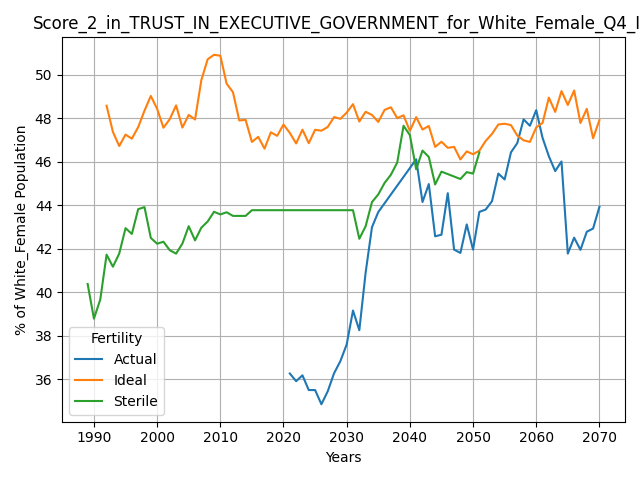 Score_2_in_TRUST_IN_EXECUTIVE_GOVERNMENT_for_White_Female_Q4_I
% of White_Female Population
50
48
46
44
42
40
38
36
Fertility
Actual
Ideal
Sterile
1990 2000 2010 2020 2030 2040 2050 2060 2070
Years